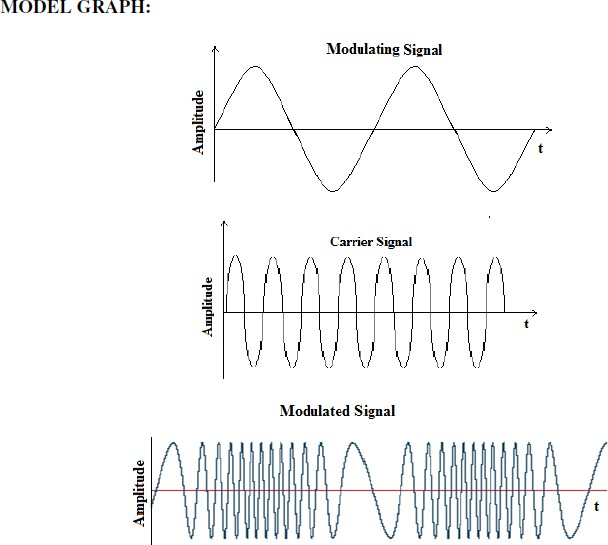 MODEL GRAPH:
Modulating Signal
Amplitude
t
Carrier Signal
Amplitude
t
Modulated Signal
Amplitude
t